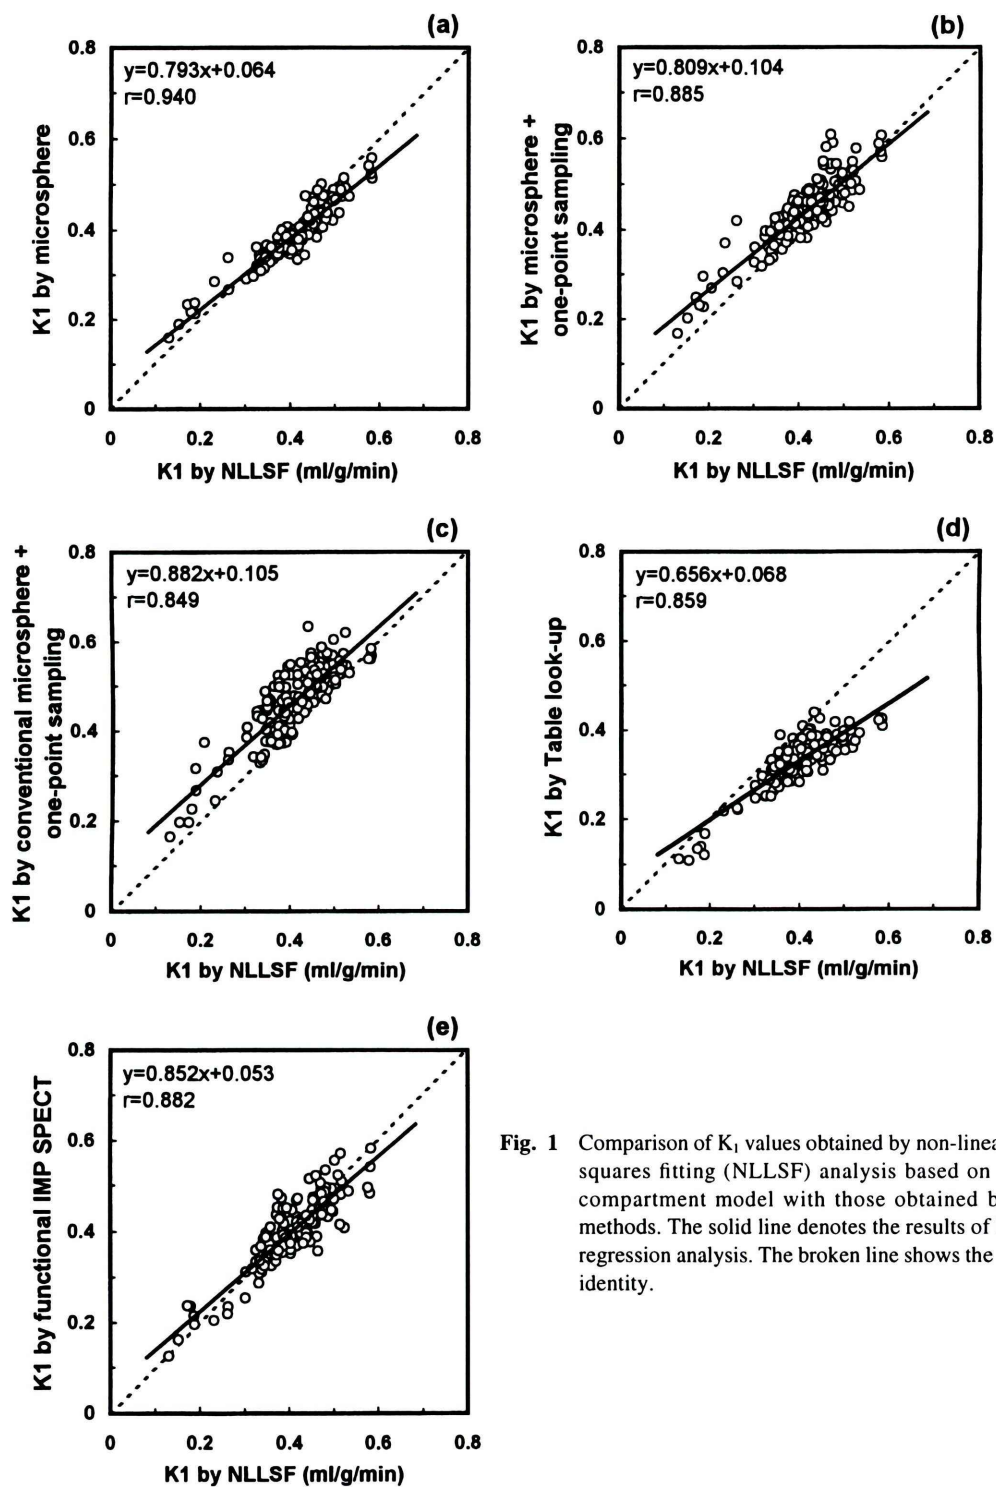 (a)
0.8
y=0.793x+0.064
r=0.940
0.6
0.4
0.2
0
K1 by microsphere
0 0.2 0.4 0.6 0.8
K1 by NLLSF (ml/g/min)
(b)
0.8
y=0.809x+0.104
r=0.885
0.6
0.4
0.2
0
K1 by microsphere +
one-point sampling
0 0.2 0.4 0.6 0.8
K1 by NLLSF (ml/g/min)
(c)
0.8
y=0.882x+0.105
r=0.849
0.6
0.4
0.2
0
K1 by conventional microsphere +
one-point sampling
0 0.2 0.4 0.6 0.8
K1 by NLLSF (ml/g/min)
(d)
0.8
y=0.656x+0.068
r=0.859
0.6
0.4
0.2
0
K1 by Table look-up
0 0.2 0.4 0.6 0.8
K1 by NLLSF (ml/g/min)
(e)
0.8
y=0.852x+0.053
r=0.882
0.6
0.4
0.2
0
K1 by functional IMP SPECT
0 0.2 0.4 0.6 0.8
K1 by NLLSF (ml/g/min)
Fig. 1 Comparison of K₁ values obtained by non-linea
squares fitting (NLLSF) analysis based on
compartment model with those obtained b
methods. The solid line denotes the results of
regression analysis. The broken line shows the
identity.